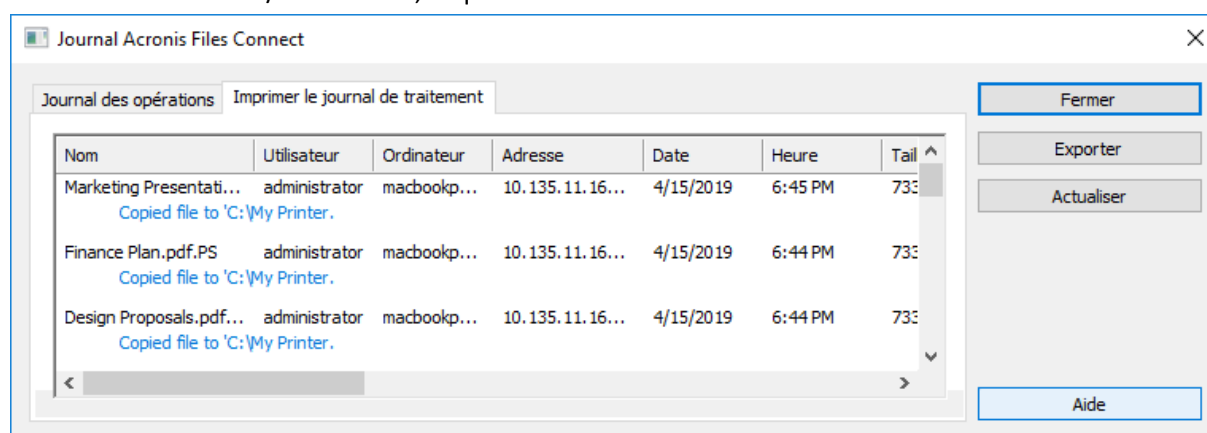 Journal Acronis Files Connect
Journal des opérations Imprimer le journal de traitement
Fermer
Exporter
Actualiser
Nom Utilisateur Ordinateur Adresse Date Heure Tail
Marketing Presentati... administrator macbookp... 10.135.11.16... 4/15/2019 6:45 PM 733
Copied file to 'C:\My Printer.
Finance Plan.pdf.PS administrator macbookp... 10.135.11.16... 4/15/2019 6:44 PM 733
Copied file to 'C:\My Printer.
Design Proposals.pdf... administrator macbookp... 10.135.11.16... 4/15/2019 6:44 PM 733
Copied file to 'C:\My Printer.
Aide